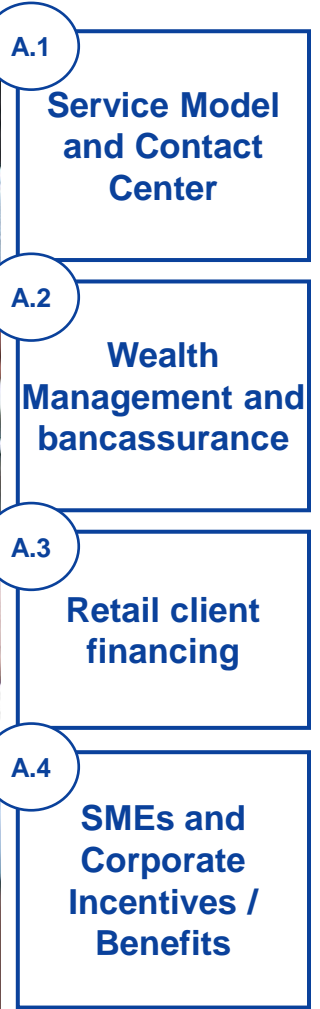 A.1
Service Model
and Contact
Center
A.2
Wealth
Management and
bancassurance
A.3
Retail client
financing
A.4
SMEs and
Corporate
Incentives /
Benefits